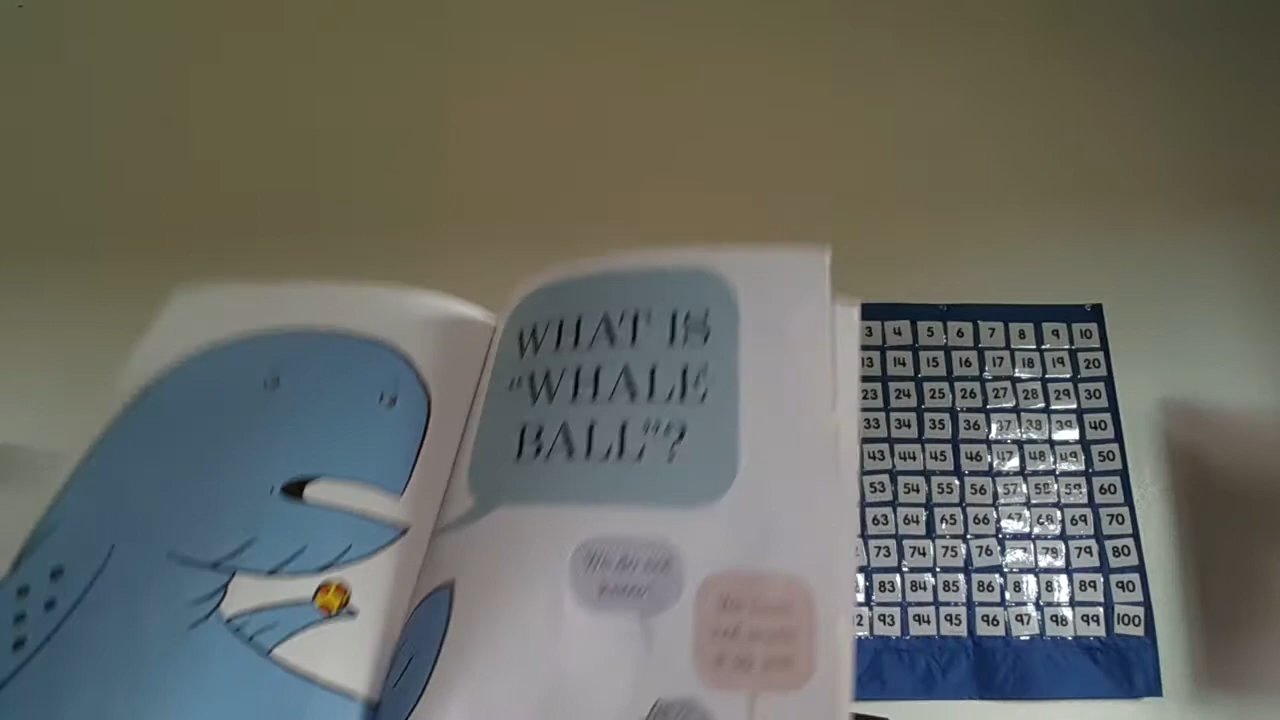 WHAT IS
"WHALE
BALL"?
3 4 5 6 7 8 9 10
13 14 15 16 17 18 19 20
23 24 25 26 27 28 29 30
33 34 35 36 37 38 39 40
43 44 45 46 47 48 49 50
53 54 55 56 57 58 59 60
63 64 65 66 67 68 69 70
73 74 75 76 78 79 80
83 84 85 86 87 88 89 90
93 94 95 96 97 98 99 100